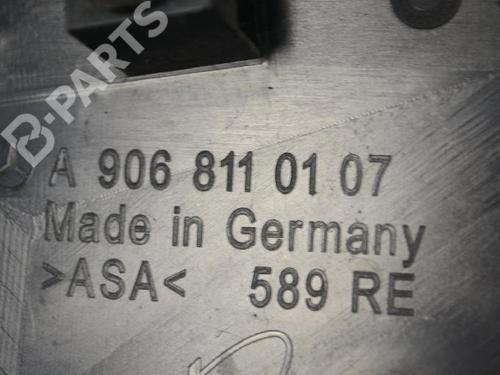 B-PARTS
A 906 811 01 07
Made in Germany
>ASA< 589 RE